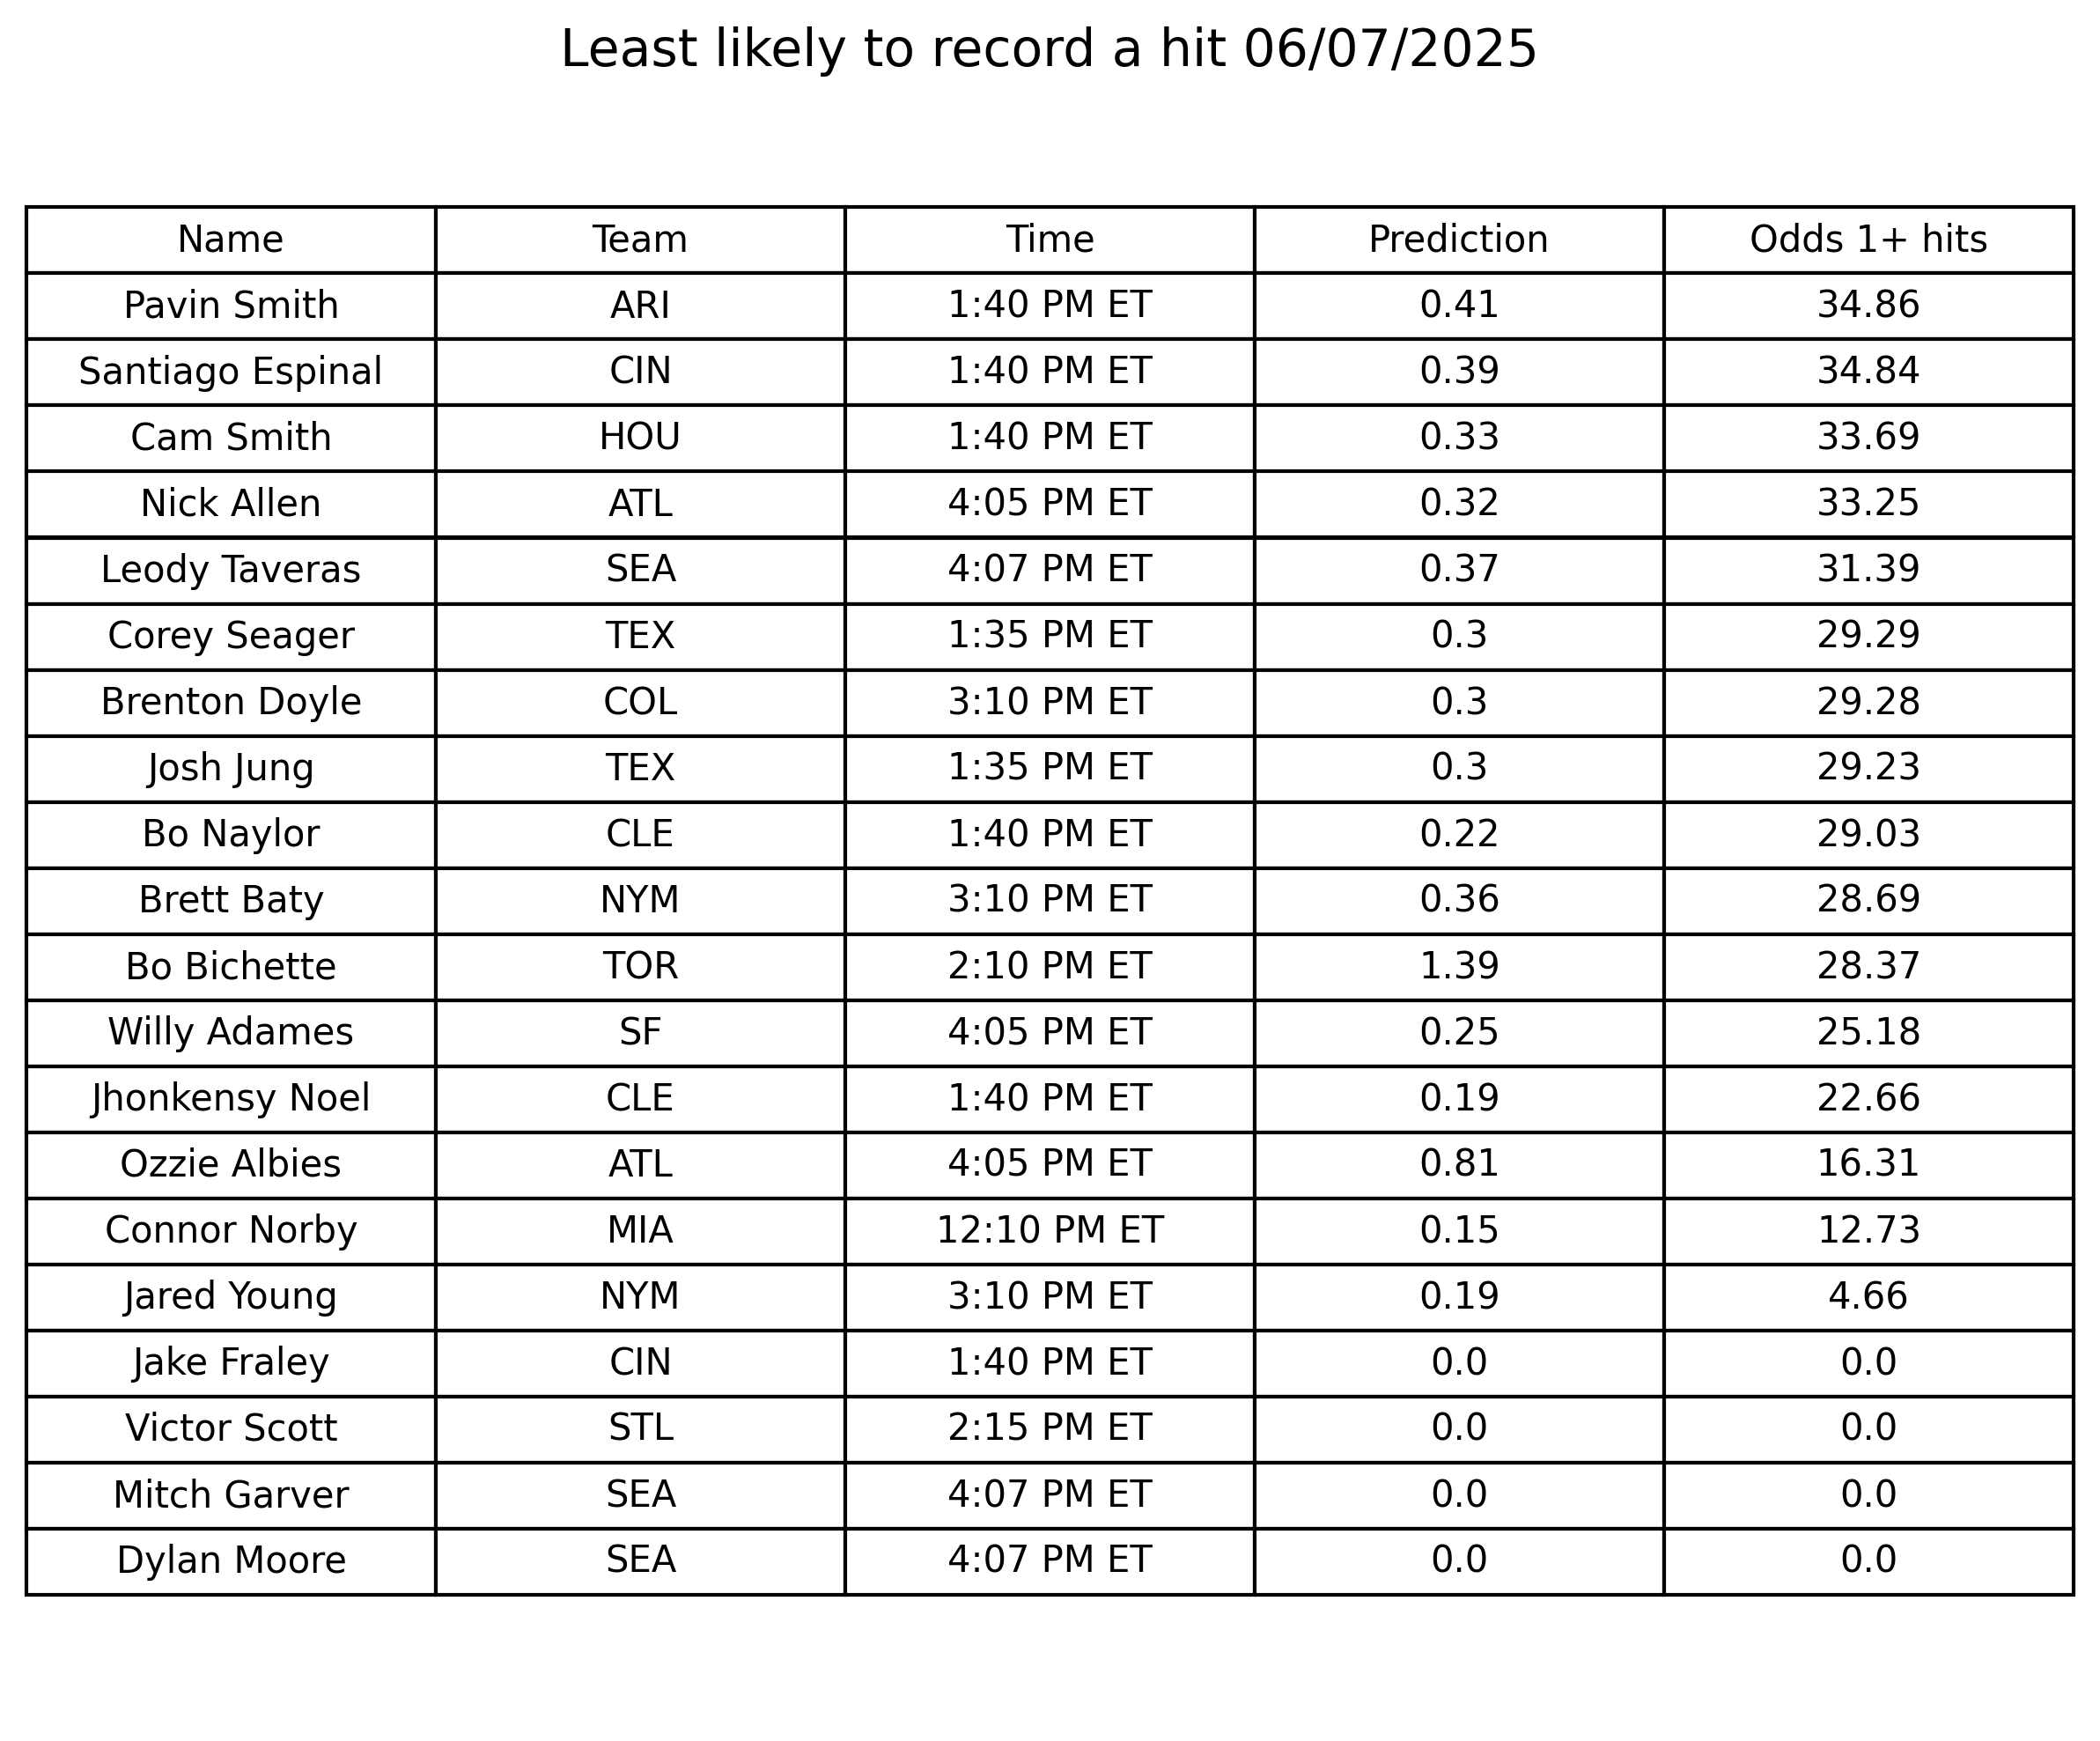 Least likely to record a hit 06/07/2025
Name Team Time Prediction Odds 1+ hits
Pavin Smith ARI 1:40 PM ET 0.41 34.86
Santiago Espinal CIN 1:40 PM ET 0.39 34.84
Cam Smith HOU 1:40 PM ET 0.33 33.69
Nick Allen ATL 4:05 PM ET 0.32 33.25
Leody Taveras SEA 4:07 PM ET 0.37 31.39
Corey Seager TEX 1:35 PM ET 0.3 29.29
Brenton Doyle COL 3:10 PM ET 0.3 29.28
Josh Jung TEX 1:35 PM ET 0.3 29.23
Bo Naylor CLE 1:40 PM ET 0.22 29.03
Brett Baty NYM 3:10 PM ET 0.36 28.69
Bo Bichette TOR 2:10 PM ET 1.39 28.37
Willy Adames SF 4:05 PM ET 0.25 25.18
Jhonkensy Noel CLE 1:40 PM ET 0.19 22.66
Ozzie Albies ATL 4:05 PM ET 0.81 16.31
Connor Norby MIA 12:10 PM ET 0.15 12.73
Jared Young NYM 3:10 PM ET 0.19 4.66
Jake Fraley CIN 1:40 PM ET 0.0 0.0
Victor Scott STL 2:15 PM ET 0.0 0.0
Mitch Garver SEA 4:07 PM ET 0.0 0.0
Dylan Moore SEA 4:07 PM ET 0.0 0.0